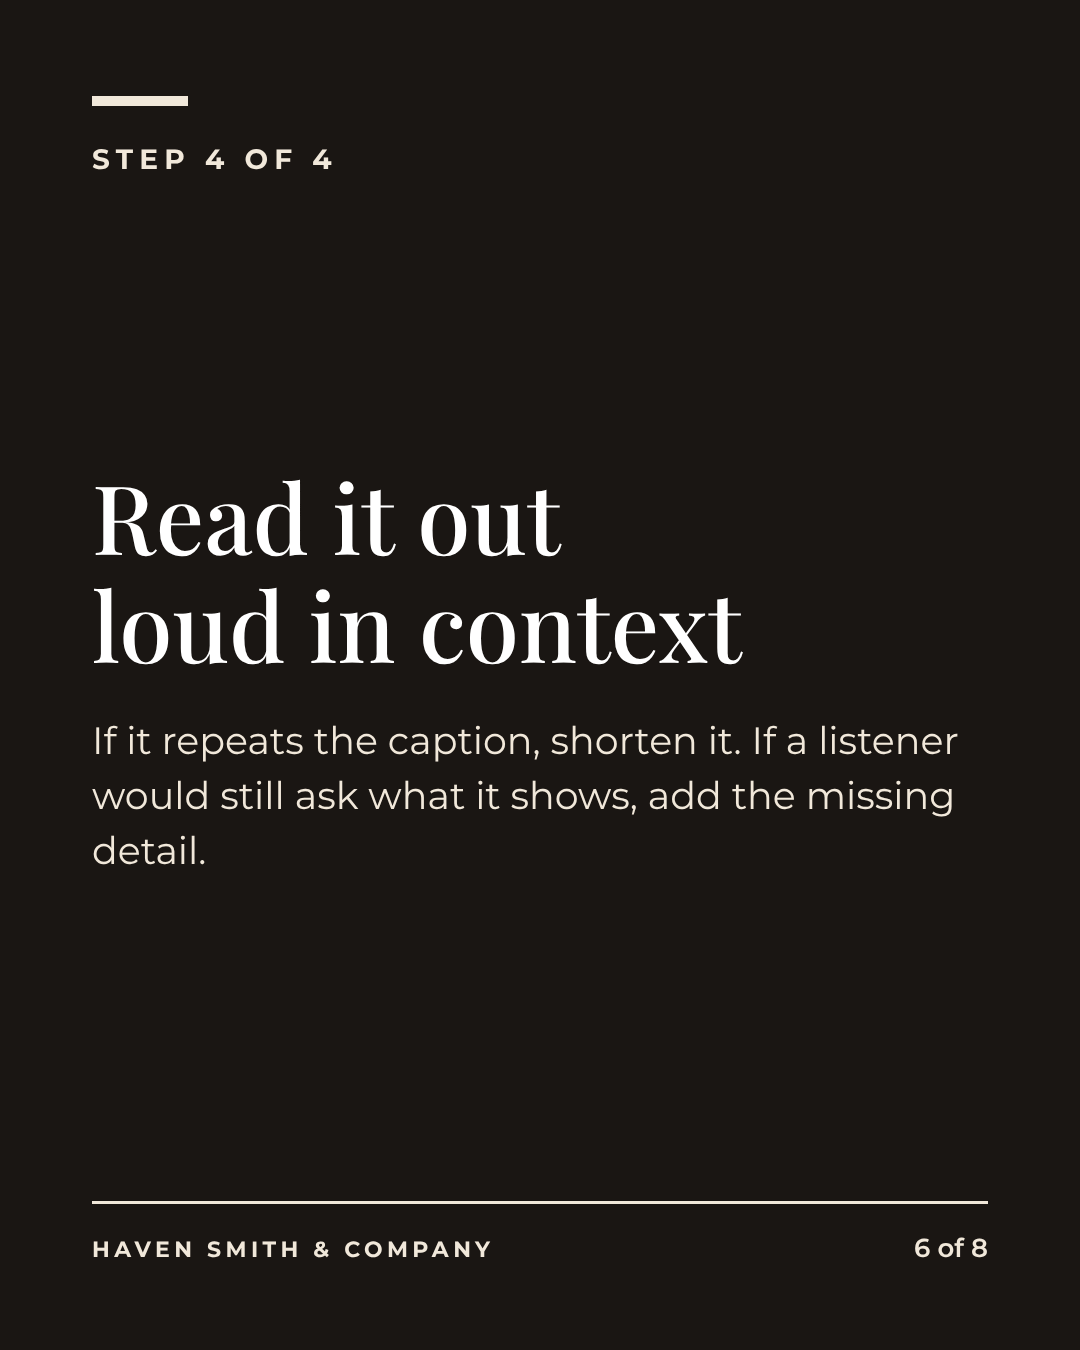 STEP 4 OF 4
Read it out
loud in context
If it repeats the caption, shorten it. If a listener
would still ask what it shows, add the missing
detail.
HAVEN SMITH & COMPANY
6 of 8